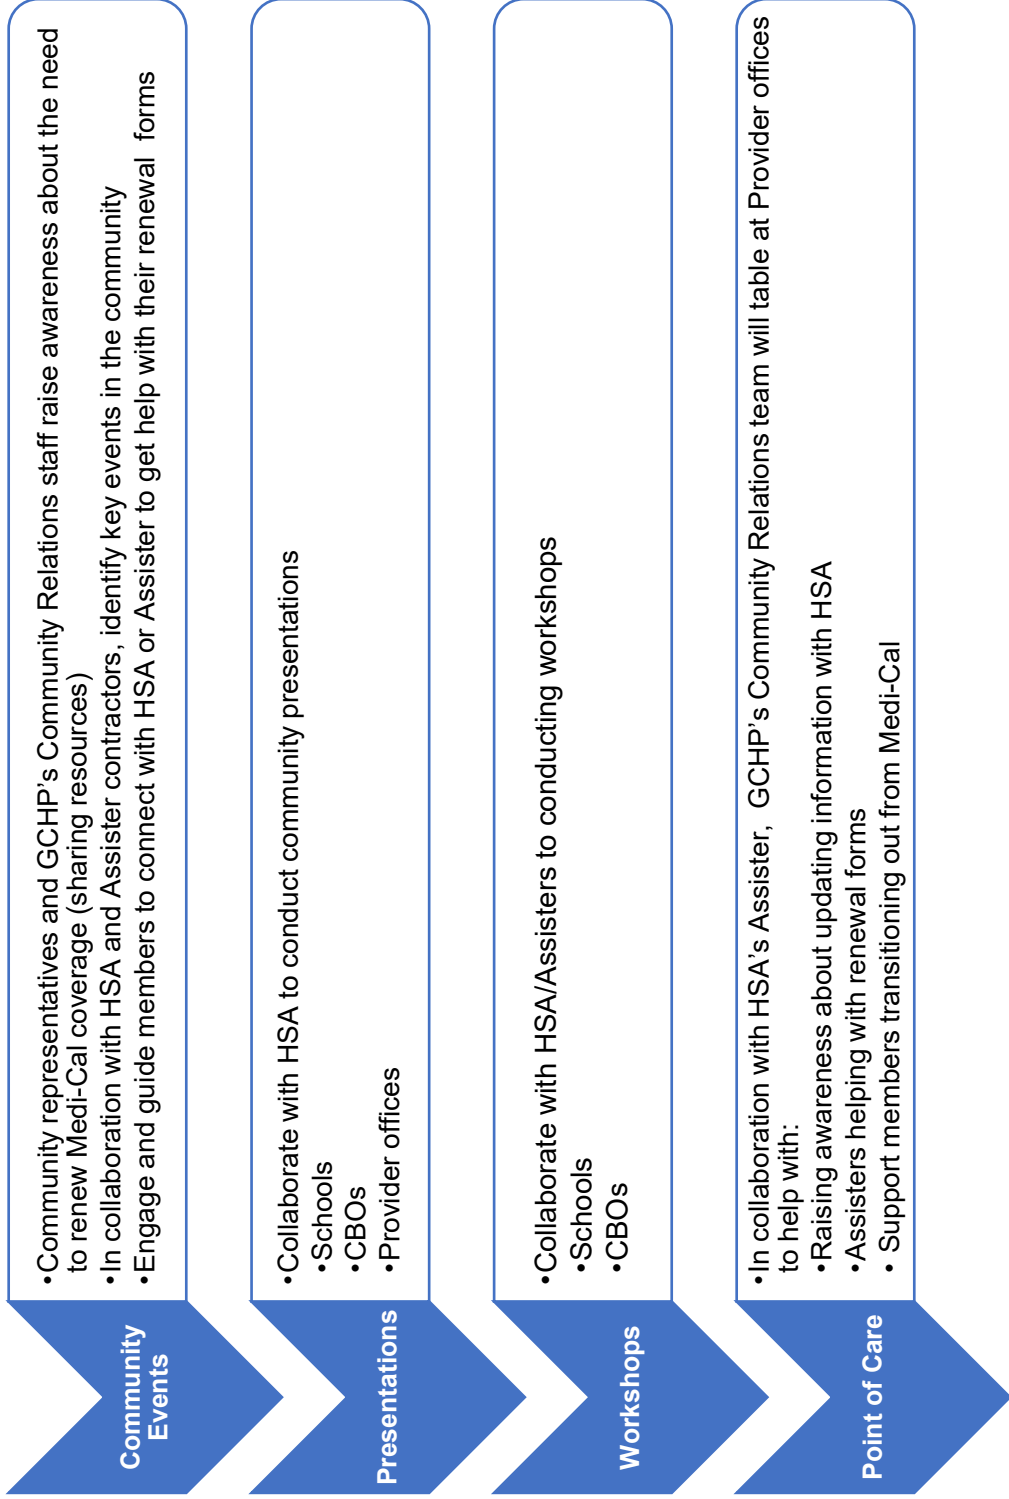 Community
Events
•Community representatives and GCHP's Community Relations staff raise awareness about the need
to renew Medi-Cal coverage (sharing resources)
•In collaboration with HSA and Assister contractors, identify key events in the community
•Engage and guide members to connect with HSA or Assister to get help with their renewal forms
Presentations
•Collaborate with HSA to conduct community presentations
•Schools
•CBOs
•Provider offices
Workshops
•Collaborate with HSA/Assisters to conducting workshops
•Schools
•CBOs
Point of Care
•In collaboration with HSA's Assister, GCHP's Community Relations team will table at Provider offices
to help with:
•Raising awareness about updating information with HSA
•Assisters helping with renewal forms
• Support members transitioning out from Medi-Cal